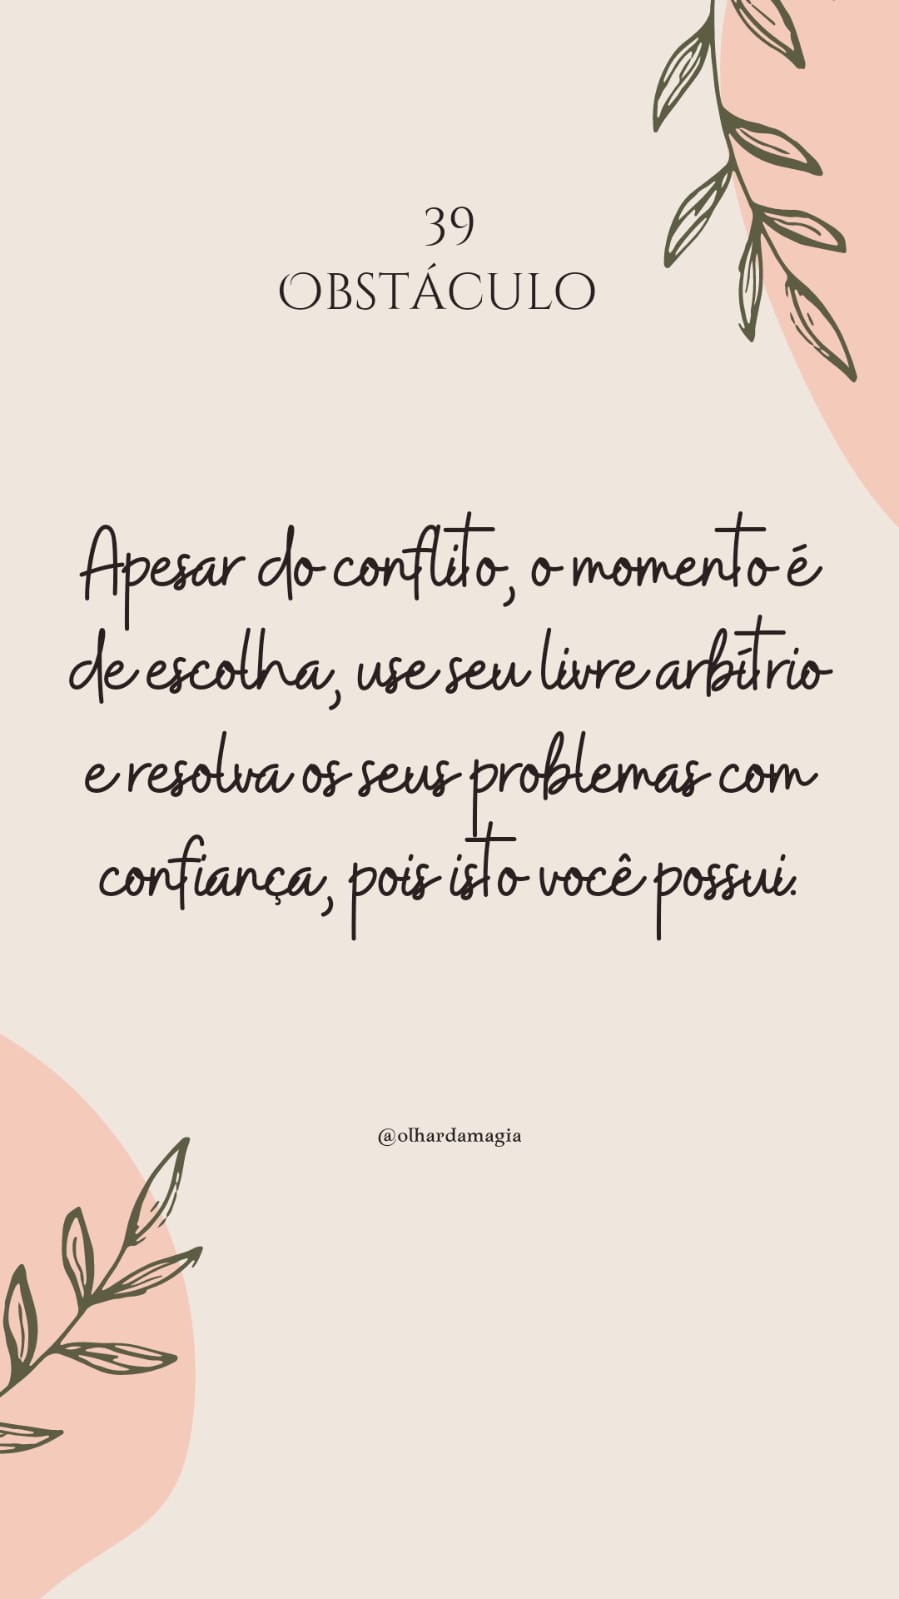 39
Obstáculo
Apesar do conflito, o momento é
de escolha, use seu livre arbítrio
e resolva os seus problemas com
confiança, pois isto você possui.
@olhardamagia